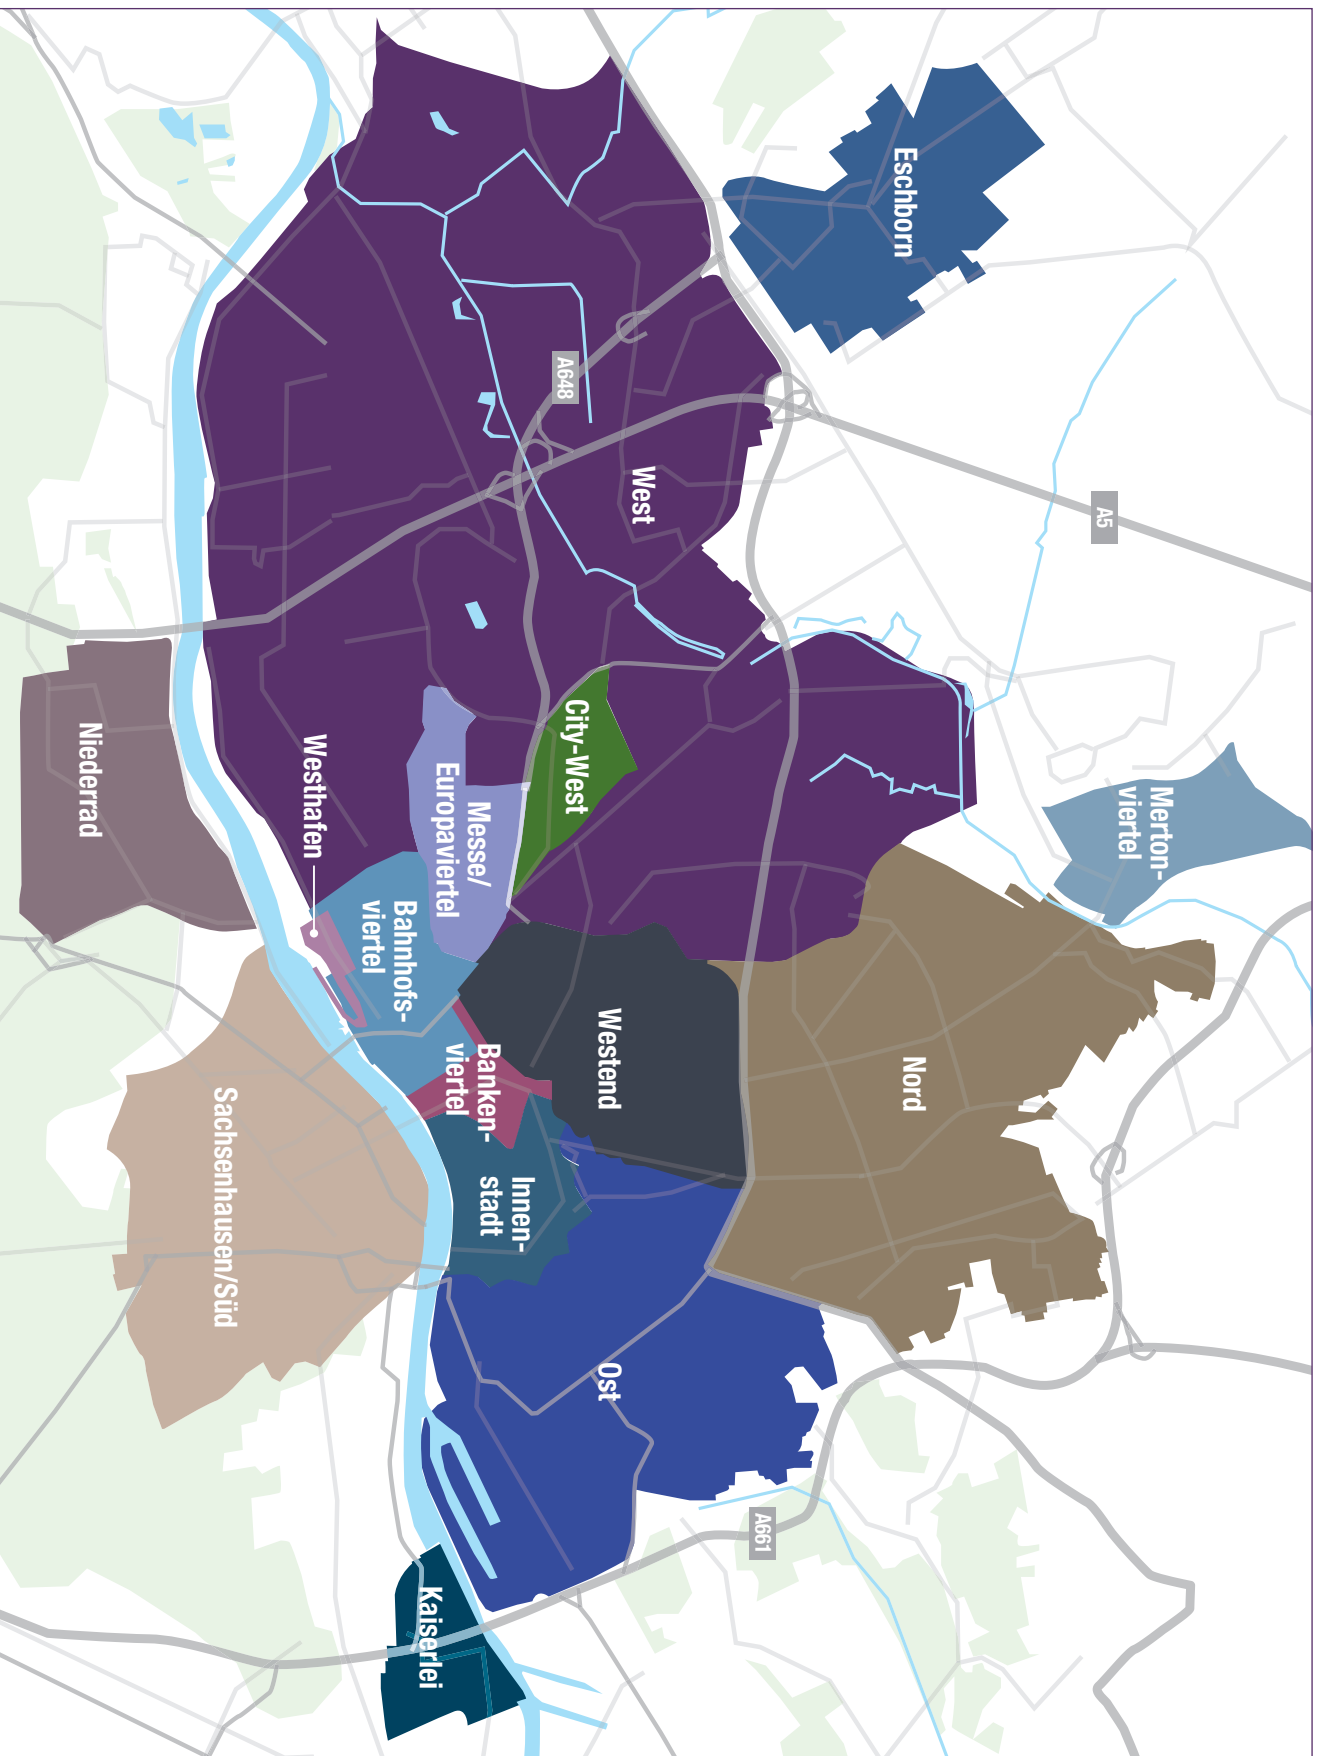 Eschborn
A5
A648
West
Merton-
viertel
City-West
Messe/
Europaviertel
Westhafen
Niederrad
Bahnhofs-
viertel
Westend
Nord
Banken-
viertel
Innen-
stadt
Sachsenhausen/Süd
Ost
A661
Kaiserlei